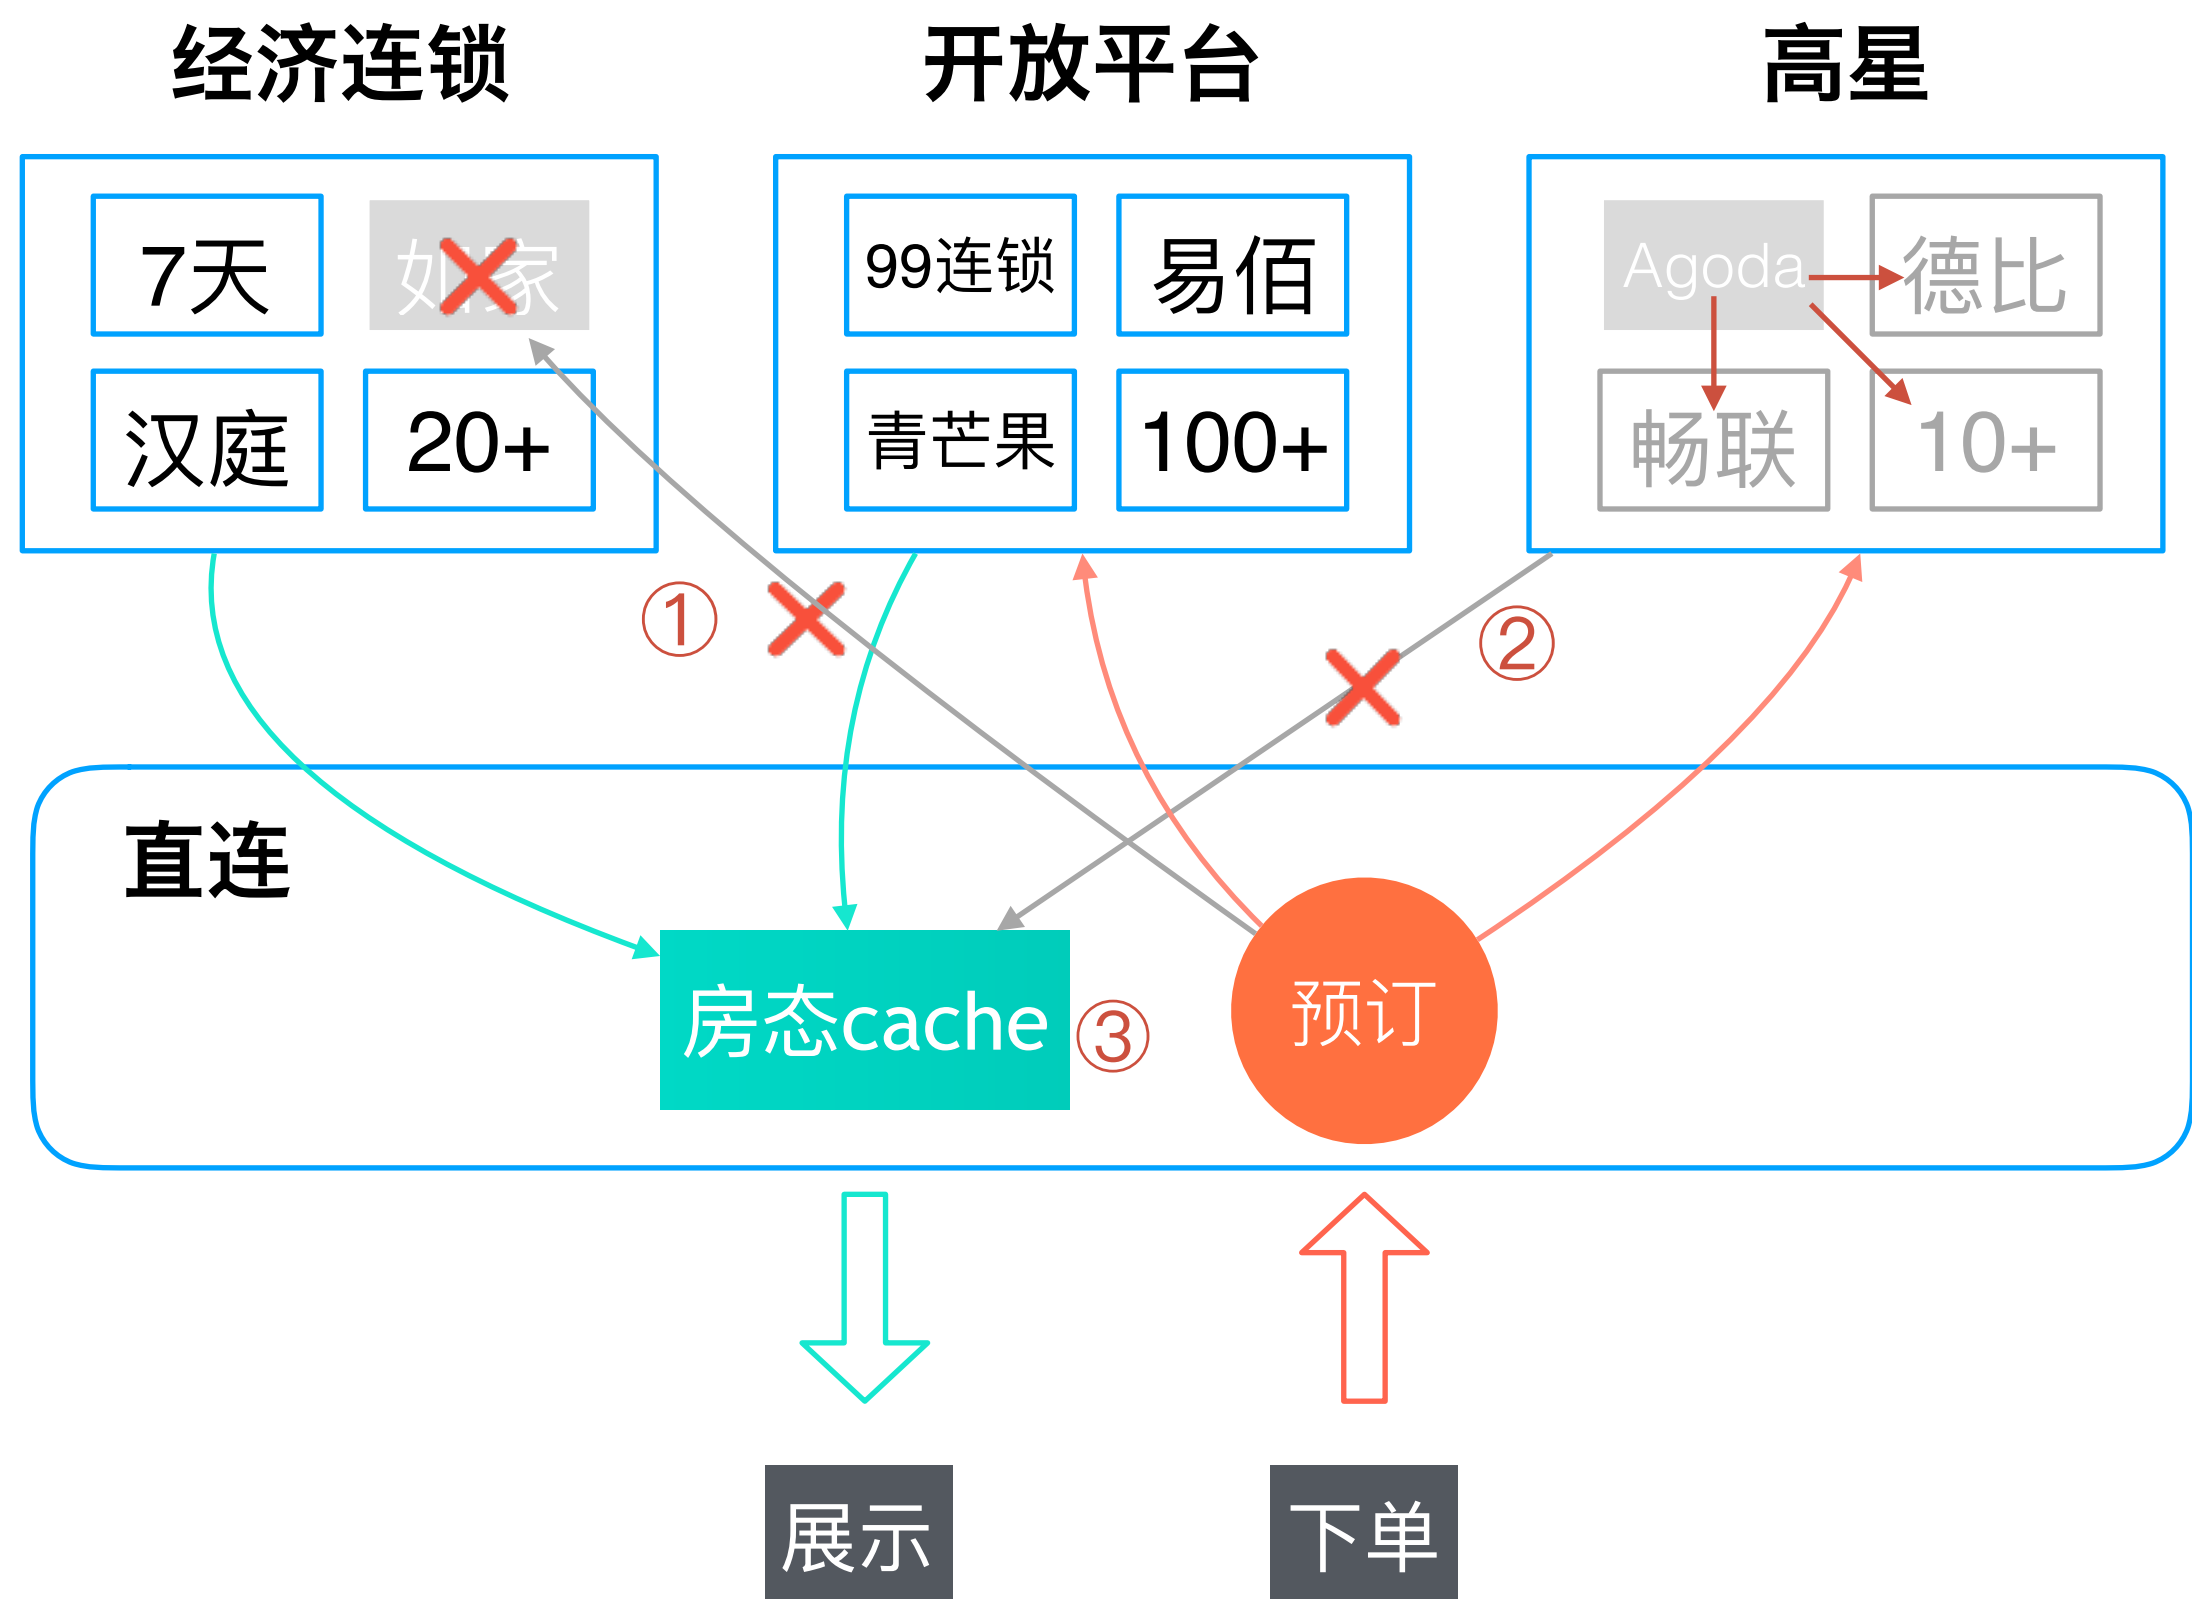 经济连锁
开放平台
高星
7天
如家
汉庭
20+
99连锁
易佰
青芒果
100+
Agoda
德比
畅联
10+
①
②
直连
房态cache
③
预订
展示
下单